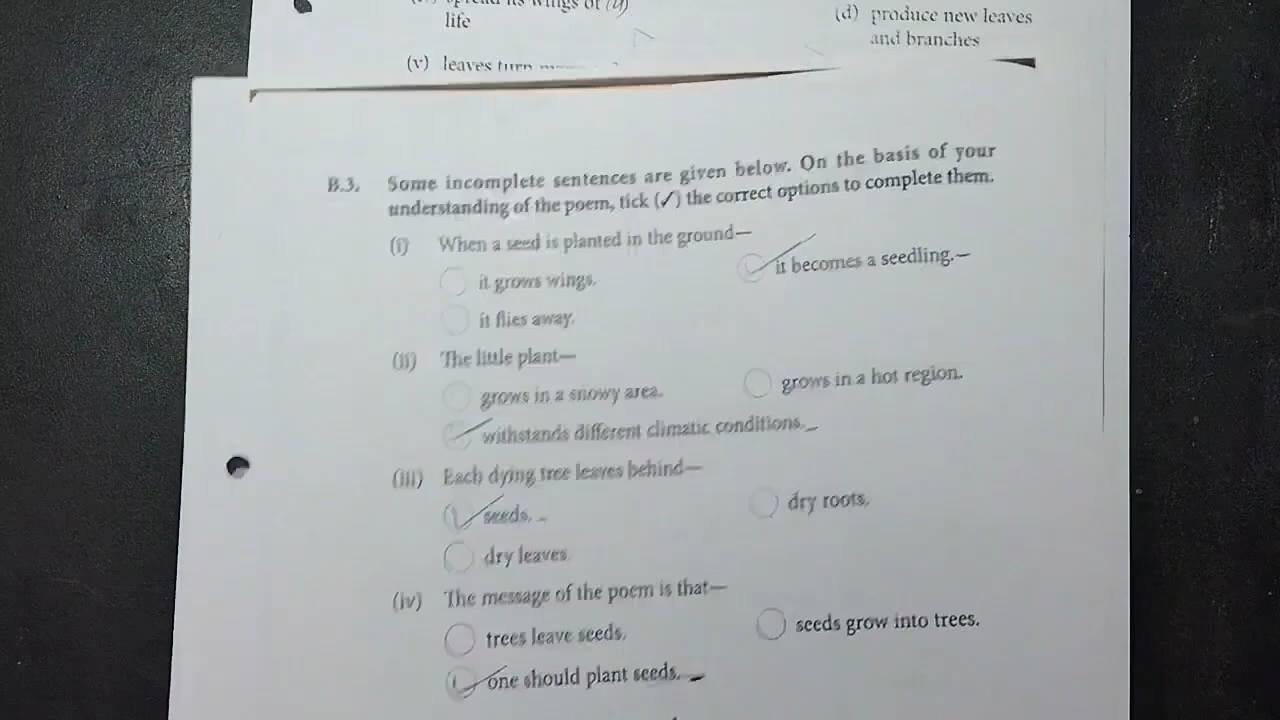 spread its wings of (y)
life
(d) produce new leaves
and branches
(v) leaves turn
B.3. Some incomplete sentences are given below. On the basis of your
understanding of the poem, tick (✓) the correct options to complete them.
(i) When a seed is planted in the ground—
it grows wings.
it becomes a seedling.
it flies away.
(ii) The little plant—
grows in a snowy area.
grows in a hot region.
withstands different climatic conditions.
(iii) Each dying tree leaves behind—
seeds.
dry roots.
dry leaves.
(iv) The message of the poem is that—
trees leave seeds.
seeds grow into trees.
one should plant seeds.